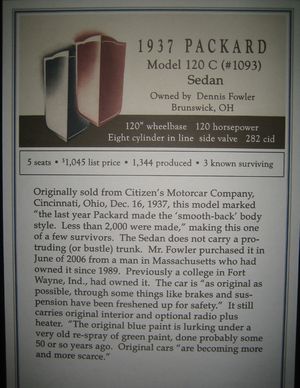 1937 PACKARD
Model 120 C (#1093)
Sedan
Owned by Dennis Fowler
Brunswick, OH
120" wheelbase 120 horsepower
Eight cylinder in line side valve 282 cid
5 seats • $1,045 list price • 1,344 produced • 3 known surviving
Originally sold from Citizen's Motorcar Company,
Cincinnati, Ohio, Dec. 16, 1937, this model marked
"the last year Packard made the 'smooth-back' body
style. Less than 2,000 were made," making this one
of a few survivors. The Sedan does not carry a pro-
truding (or bustle) trunk. Mr. Fowler purchased it in
June of 2006 from a man in Massachusetts who had
owned it since 1989. Previously a college in Fort
Wayne, Ind., had owned it. The car is "as original as
possible, through some things like brakes and sus-
pension have been freshened up for safety." It still
carries original interior and optional radio plus
heater. "The original blue paint is lurking under a
very old re-spray of green paint, done probably some
50 or so years ago. Original cars "are becoming more
and more scarce."